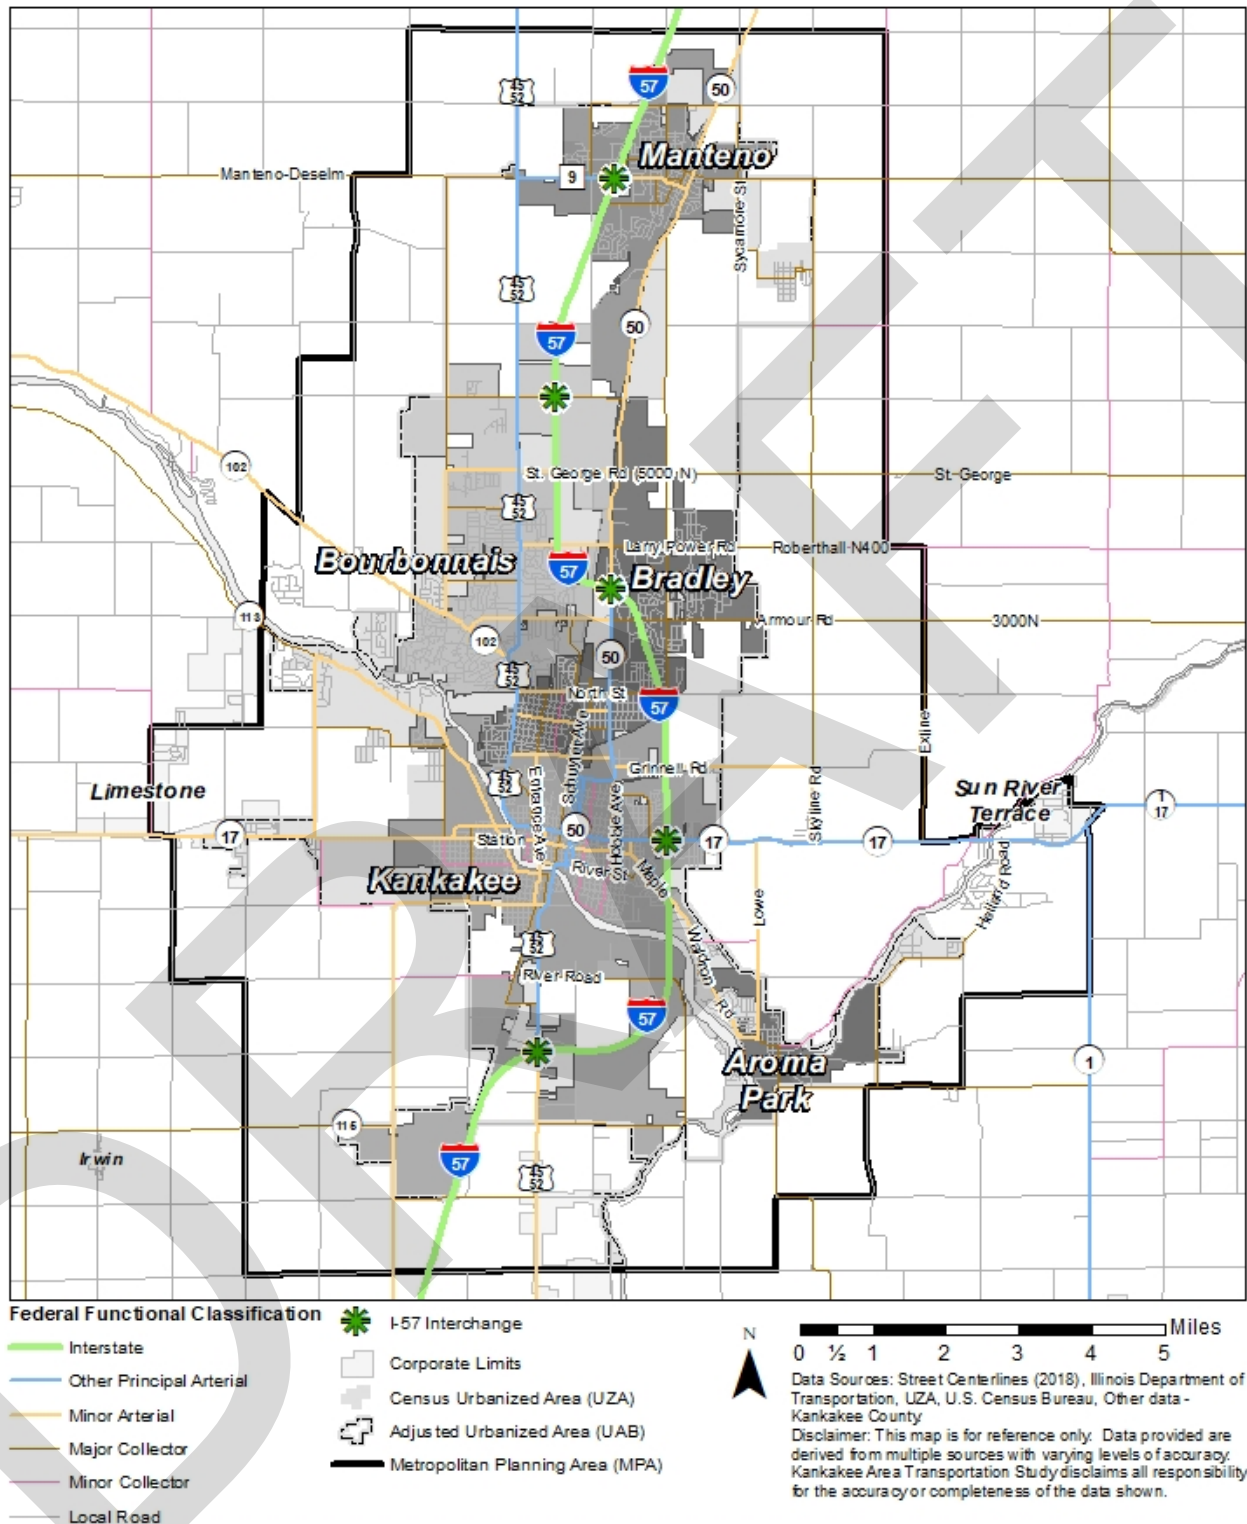 57
45
52
50
Manteno
Manteno-Deselm
9
Sycamore St
45
52
50
57
102
St. George Rd (5000 N)
St. George
45
52
Larry Power Rd
Roberthall-N400
Bourbonnais
57
Bradley
113
Armour Rd
3000N
102
50
45
52
North St
57
Schuyler Ave
Exline
Grinnell Rd
Limestone
45
52
Entrance Ave
Hobbie Ave
Skyline Rd
Sun River
Terrace
1
17
17
50
Station
17
17
River St
Maple
Kankakee
Heiland Road
Lowe
45
52
Waldron Rd
River Road
57
Aroma
Park
1
115
Irwin
57
45
52
DRAFT
Federal Functional Classification
Interstate
Other Principal Arterial
Minor Arterial
Major Collector
Minor Collector
Local Road
I-57 Interchange
Corporate Limits
Census Urbanized Area (UZA)
Adjusted Urbanized Area (UAB)
Metropolitan Planning Area (MPA)
N
Miles
0 ½ 1 2 3 4 5
Data Sources: Street Centerlines (2018), Illinois Department of
Transportation, UZA, U.S. Census Bureau, Other data -
Kankakee County
Disclaimer: This map is for reference only. Data provided are
derived from multiple sources with varying levels of accuracy.
Kankakee Area Transportation Study disclaims all responsibility
for the accuracy or completeness of the data shown.